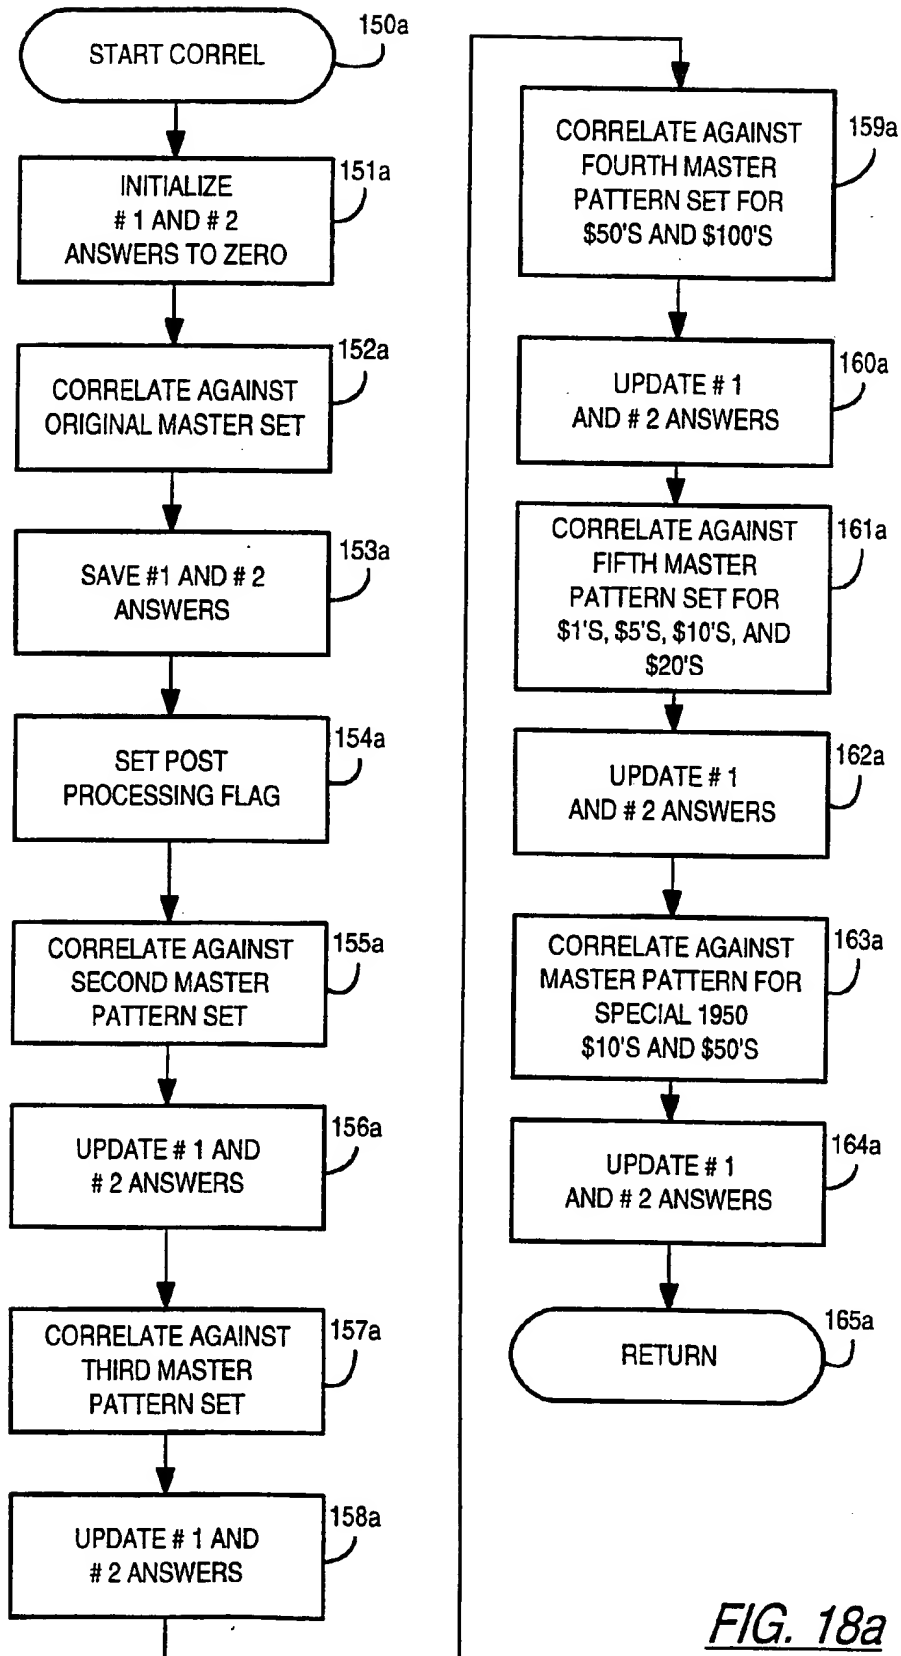 START CORREL
150a
INITIALIZE
# 1 AND # 2
ANSWERS TO ZERO
151a
CORRELATE AGAINST
ORIGINAL MASTER SET
152a
SAVE #1 AND # 2
ANSWERS
153a
SET POST
PROCESSING FLAG
154a
CORRELATE AGAINST
SECOND MASTER
PATTERN SET
155a
UPDATE # 1 AND
# 2 ANSWERS
156a
CORRELATE AGAINST
THIRD MASTER
PATTERN SET
157a
UPDATE # 1 AND
# 2 ANSWERS
158a
CORRELATE AGAINST
FOURTH MASTER
PATTERN SET FOR
$50'S AND $100'S
159a
UPDATE # 1
AND # 2 ANSWERS
160a
CORRELATE AGAINST
FIFTH MASTER
PATTERN SET FOR
$1'S, $5'S, $10'S, AND
$20'S
161a
UPDATE # 1
AND # 2 ANSWERS
162a
CORRELATE AGAINST
MASTER PATTERN FOR
SPECIAL 1950
$10'S AND $50'S
163a
UPDATE # 1
AND # 2 ANSWERS
164a
RETURN
165a
FIG. 18a